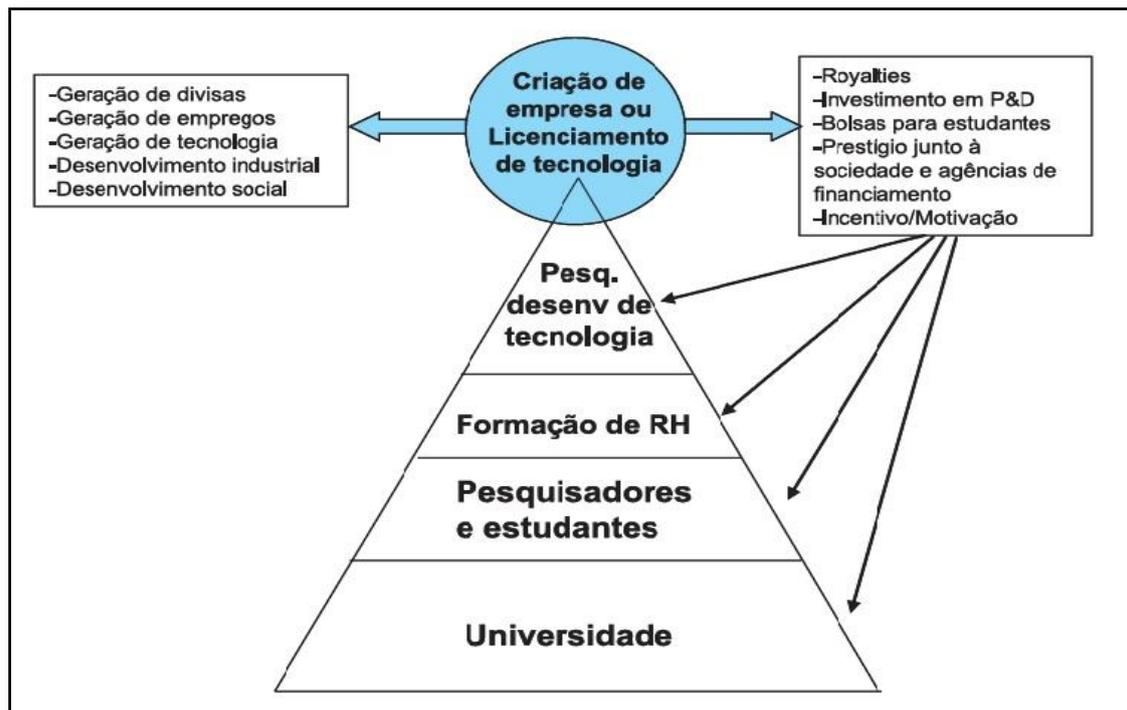 -Geração de divisas
-Geração de empregos
-Geração de tecnologia
-Desenvolvimento industrial
-Desenvolvimento social
Criação de
empresa ou
Licenciamento
de tecnologia
-Royalties
-Investimento em P&D
-Bolsas para estudantes
-Prestígio junto à
sociedade e agências de
financiamento
-Incentivo/Motivação
Pesq.
desenv de
tecnologia
Formação de RH
Pesquisadores
e estudantes
Universidade